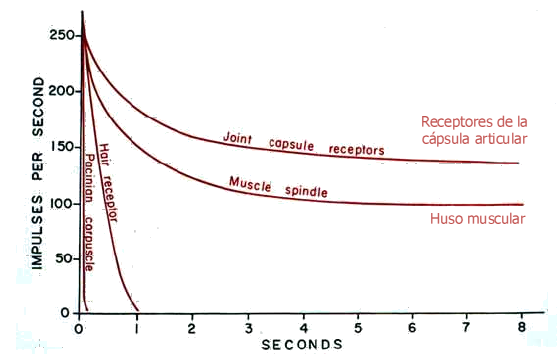 IMPULSES PER SECOND
250
200
150
100
50
0
Pacinian corpuscle
Hair receptor
Joint capsule receptors
Muscle spindle
Receptores de la
cápsula articular
Huso muscular
0 1 2 3 4 5 6 7 8
SECONDS